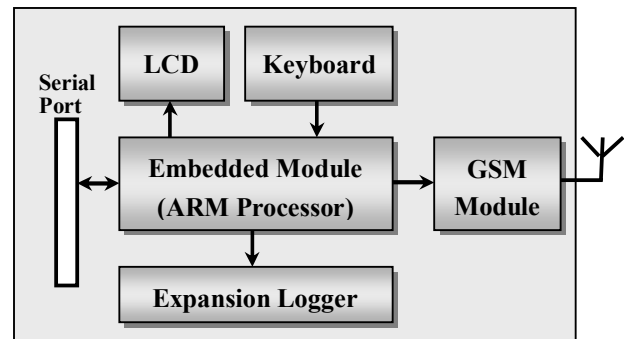 LCD
Keyboard
Serial
Port
Embedded Module
(ARM Processor)
GSM
Module
Expansion Logger